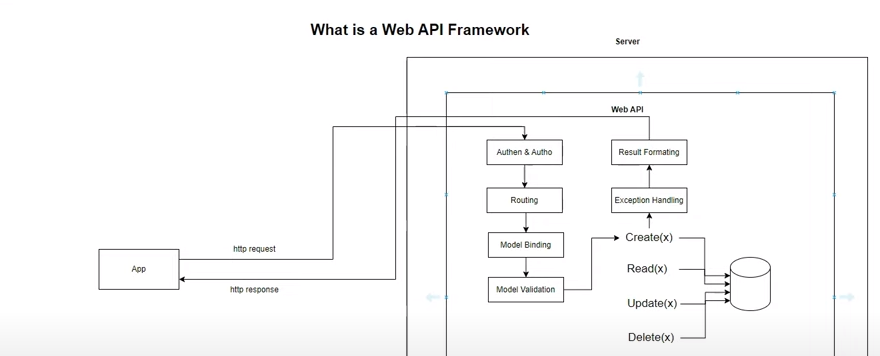 What is a Web API Framework
Server
Web API
Authen & Autho
Result Formating
Routing
Exception Handling
Model Binding
Create(x)
http request
App
Read(x)
http response
Model Validation
Update(x)
Delete(x)